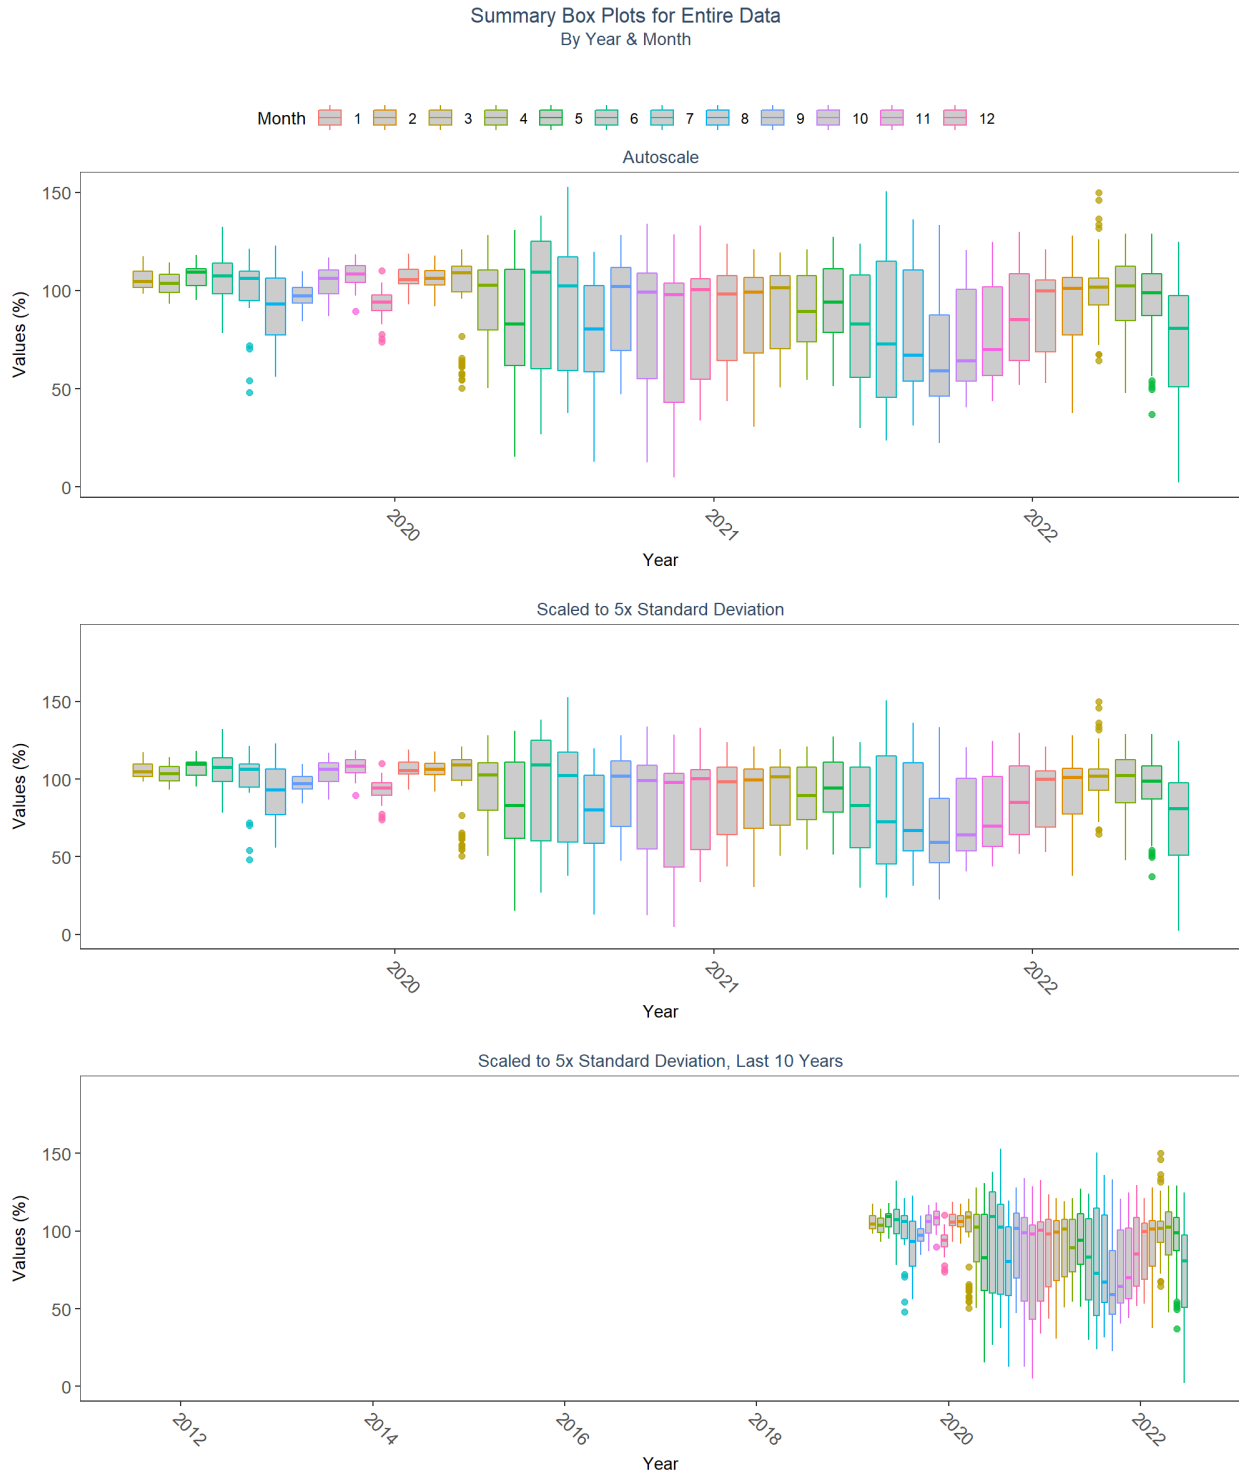 Summary Box Plots for Entire Data
By Year & Month
Month 1 2 3 4 5 6 7 8 9 10 11 12
Autoscale
150
100
50
0
Values (%)
2020 2021 2022
Year
Scaled to 5x Standard Deviation
150
100
50
0
Values (%)
2020 2021 2022
Year
Scaled to 5x Standard Deviation, Last 10 Years
150
100
50
0
Values (%)
2012 2014 2016 2018 2020 2022
Year